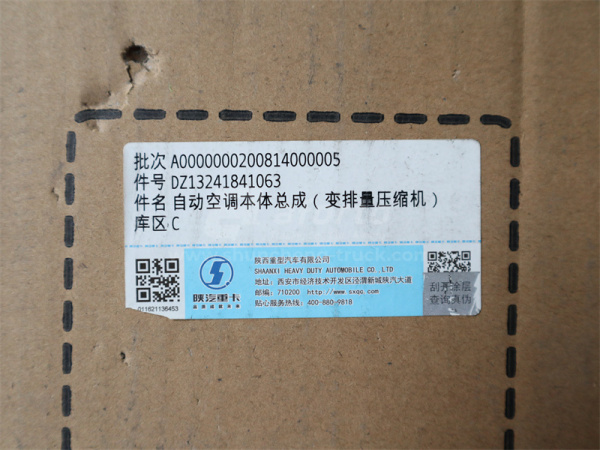 批次 A0000000200814000005
件号 DZ13241841063
件名 自动空调本体总成（变排量压缩机）
库区 C
陕汽重卡
011621136453
陕西重型汽车有限公司
SHAANXI HEAVY DUTY AUTOMOBILE CO.,LTD
地址：西安市经济技术开发区泾渭新城陕汽大道
邮编：710200 http://www.sxqc.com
贴心服务热线：400-880-9818
刮开涂层
查询真伪